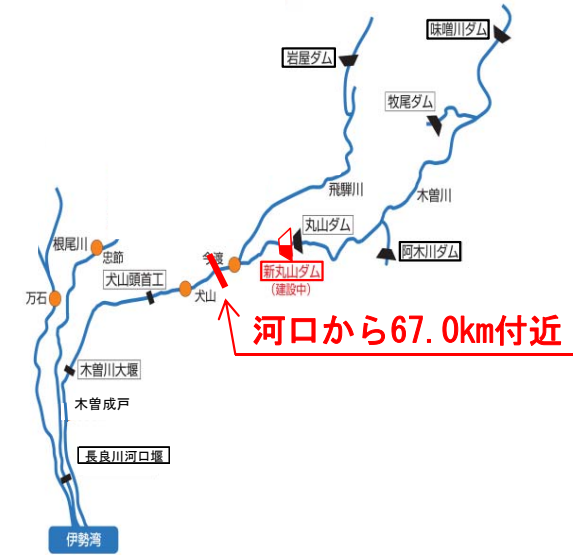 味噌川ダム
岩屋ダム
牧尾ダム
飛騨川
木曽川
丸山ダム
根尾川
忠節
今渡
阿木川ダム
新丸山ダム
(建設中)
犬山頭首工
万石
犬山
河口から67.0km付近
木曽川大堰
木曽成戸
長良川河口堰
伊勢湾